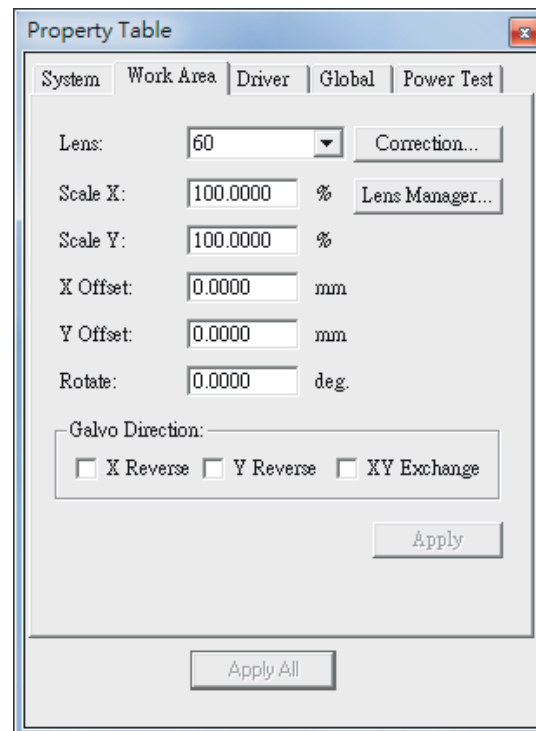 Property Table
System Work Area Driver Global Power Test
Lens: 60 Correction...
Scale X: 100.0000 % Lens Manager...
Scale Y: 100.0000 %
X Offset: 0.0000 mm
Y Offset: 0.0000 mm
Rotate: 0.0000 deg.
Galvo Direction:
X Reverse Y Reverse XY Exchange
Apply
Apply All